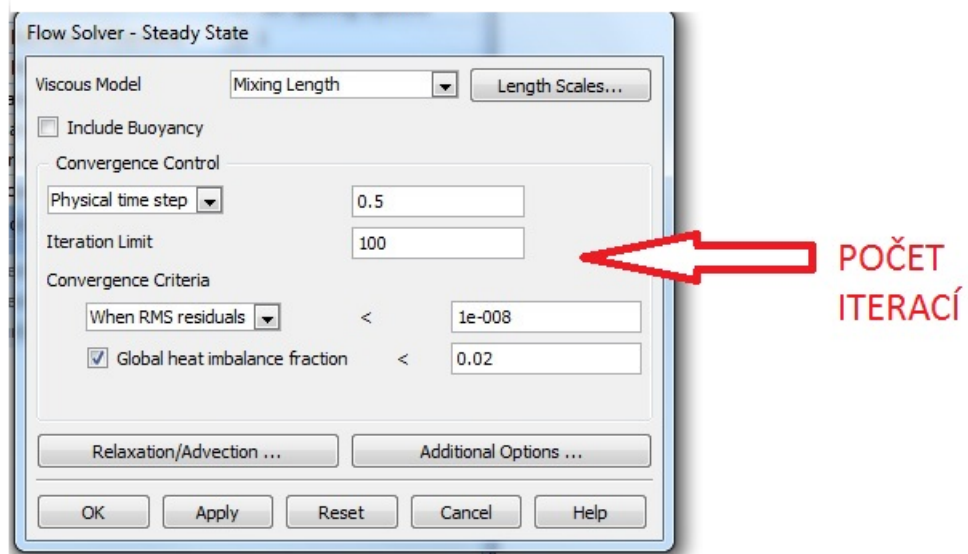 Flow Solver - Steady State
Viscous Model Mixing Length Length Scales...
Include Buoyancy
Convergence Control
Physical time step 0.5
Iteration Limit 100
Convergence Criteria
When RMS residuals < 1e-008
Global heat imbalance fraction < 0.02
Relaxation/Advection ... Additional Options ...
OK Apply Reset Cancel Help
POČET
ITERACÍ